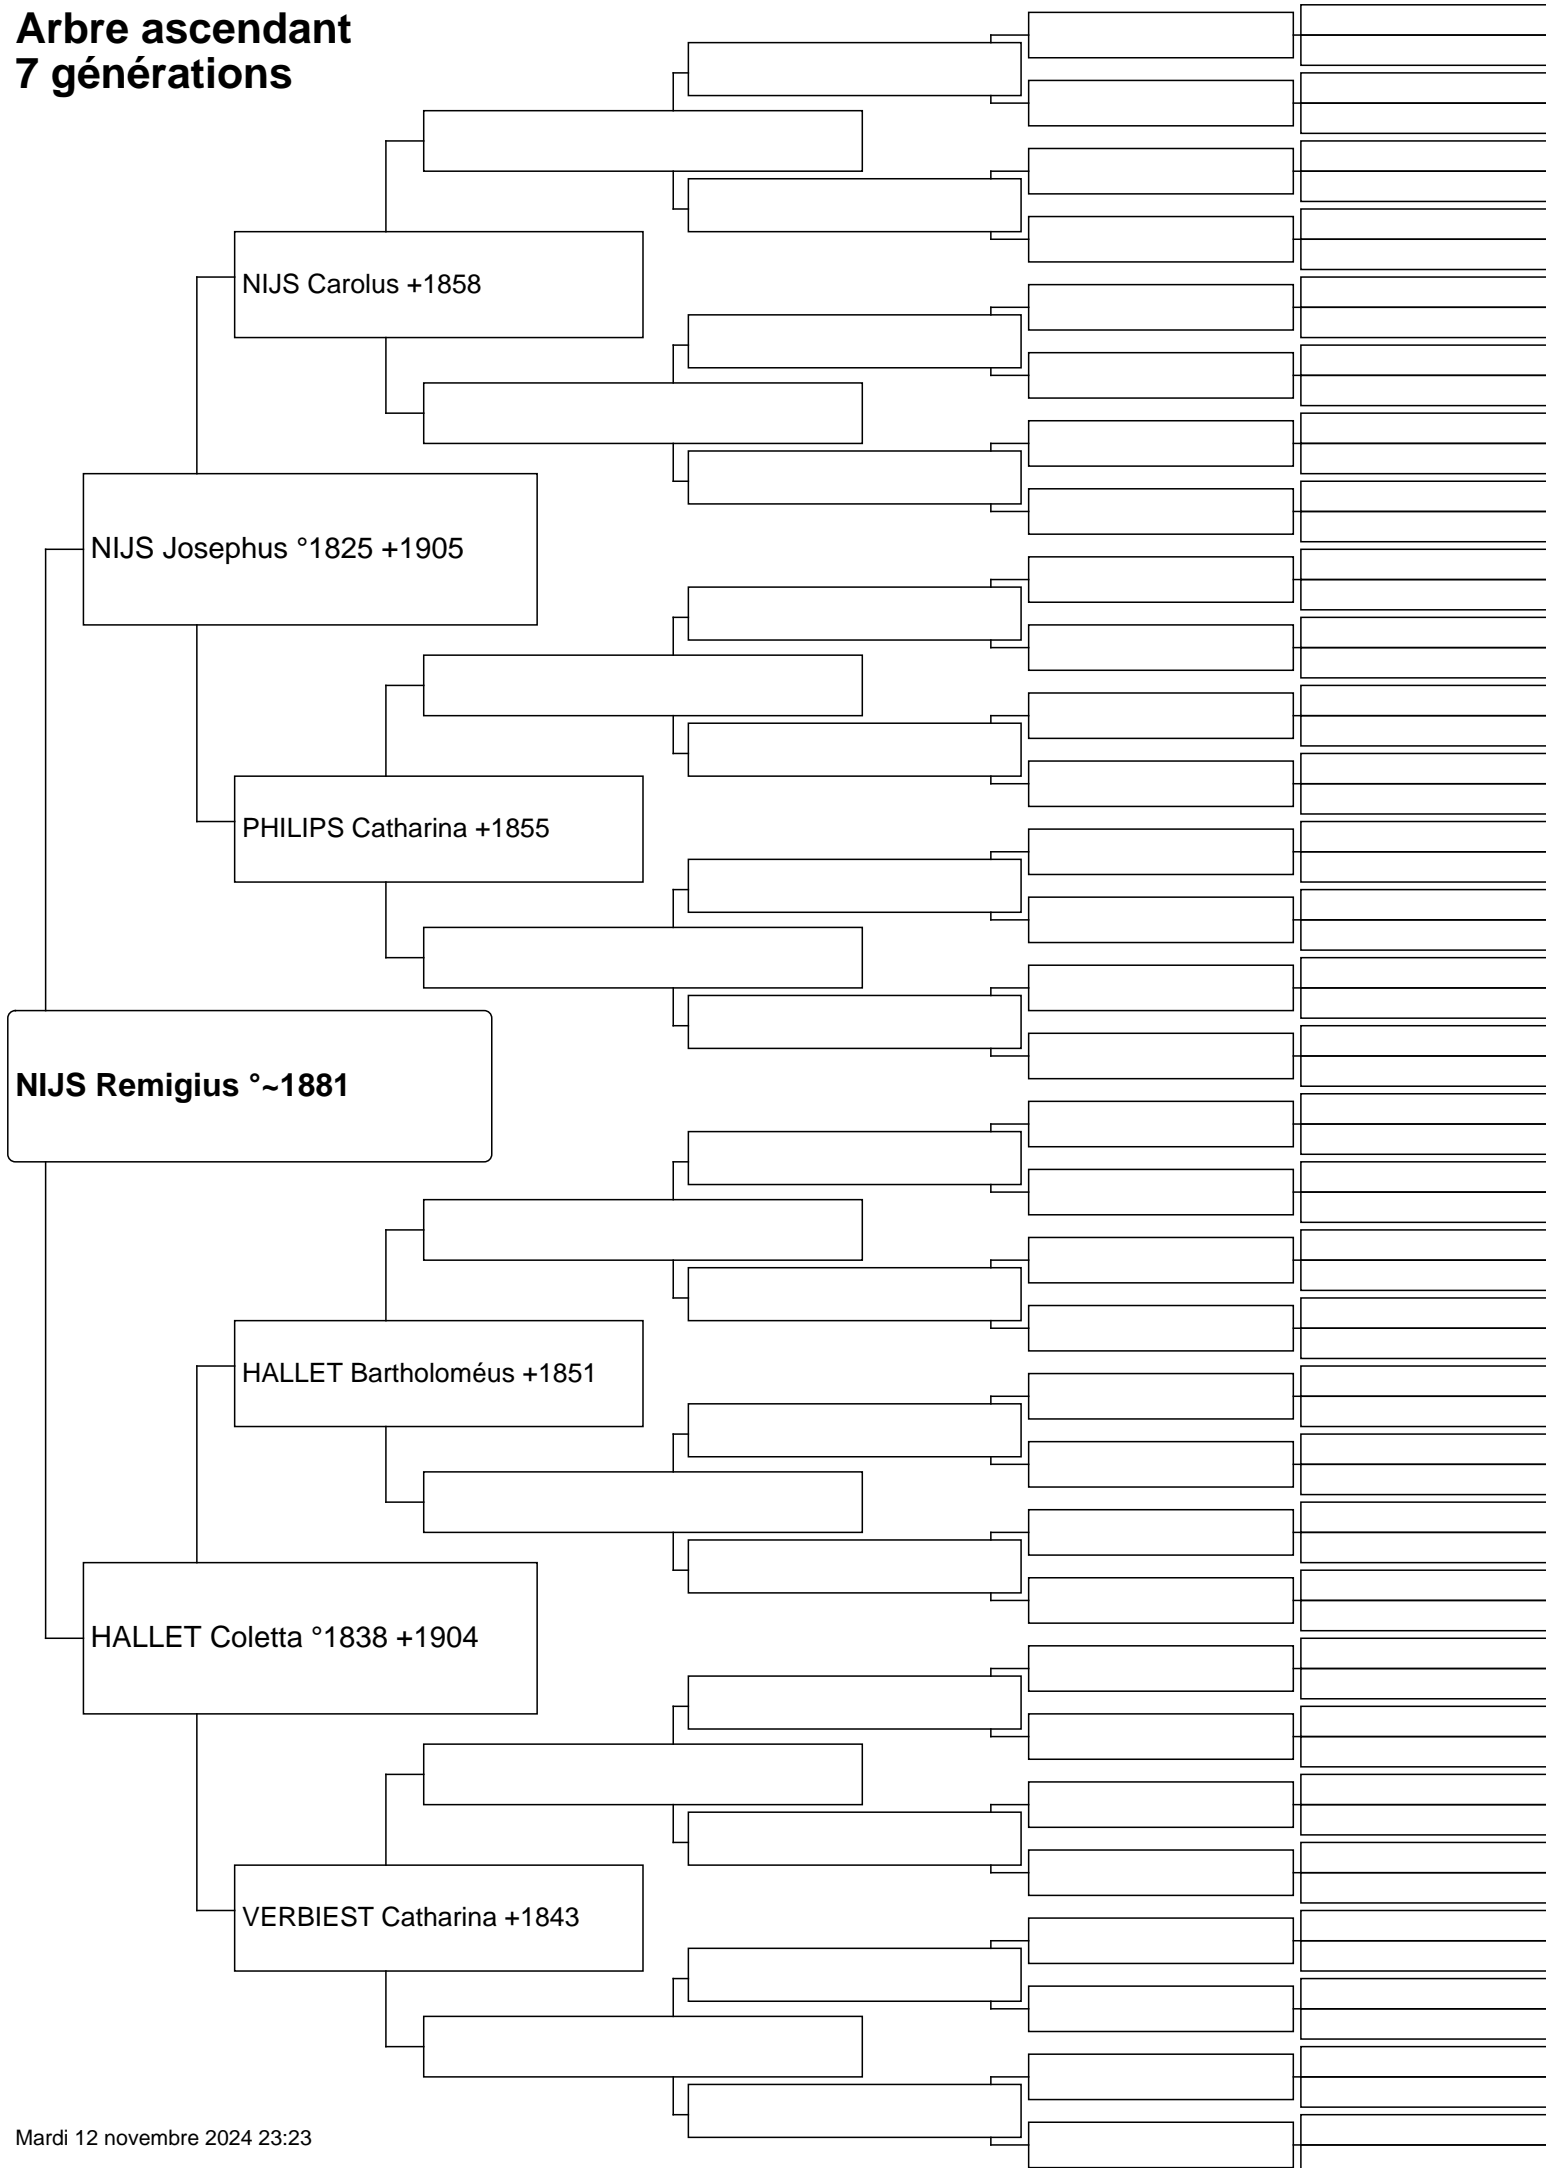 Arbre ascendant
7 générations
NIJS Carolus +1858
NIJS Josephus °1825 +1905
PHILIPS Catharina +1855
NIJS Remigius °~1881
HALLET Bartholoméus +1851
HALLET Coletta °1838 +1904
VERBIEST Catharina +1843
Mardi 12 novembre 2024 23:23